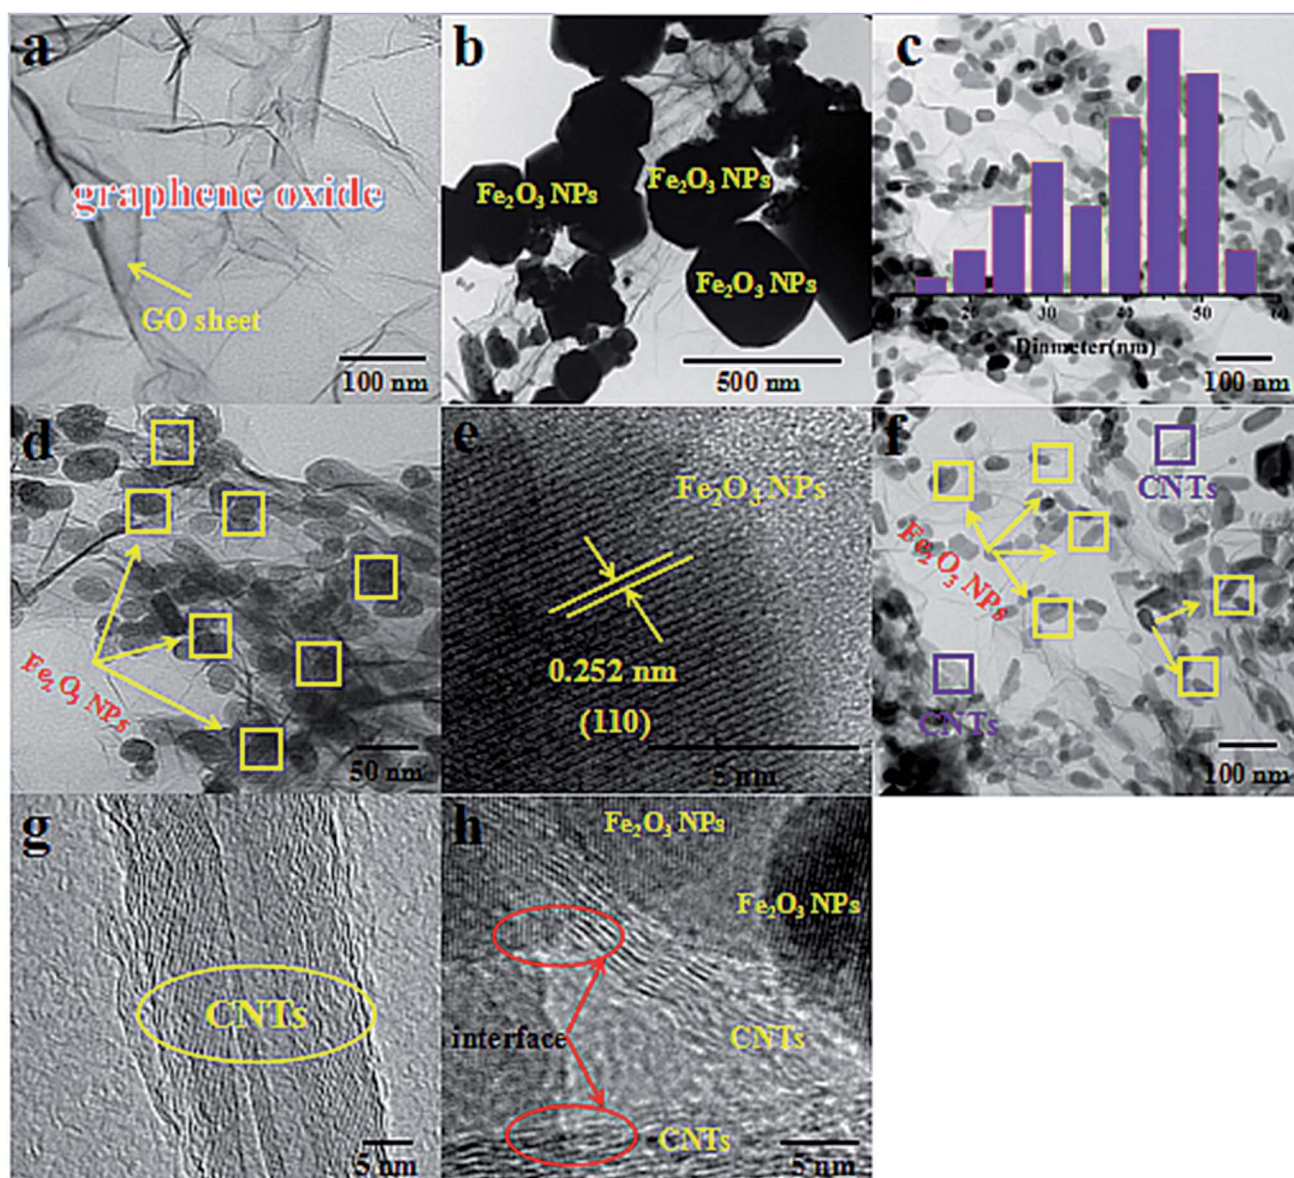 a
graphene oxide
GO sheet
100 nm
b
Fe₂O₃ NPs
Fe₂O₃ NPs
Fe₂O₃ NPs
500 nm
c
20 30 40 50 60
Dinmeter(nm)
100 nm
d
Fe₂O₃ NPs
50 nm
e
Fe₂O₃ NPs
0.252 nm
(110)
5 nm
f
CNTs
Fe₂O₃ NPs
CNTs
100 nm
g
CNTs
5 nm
h
Fe₂O₃ NPs
Fe₂O₃ NPs
interface
CNTs
CNTs
5 nm